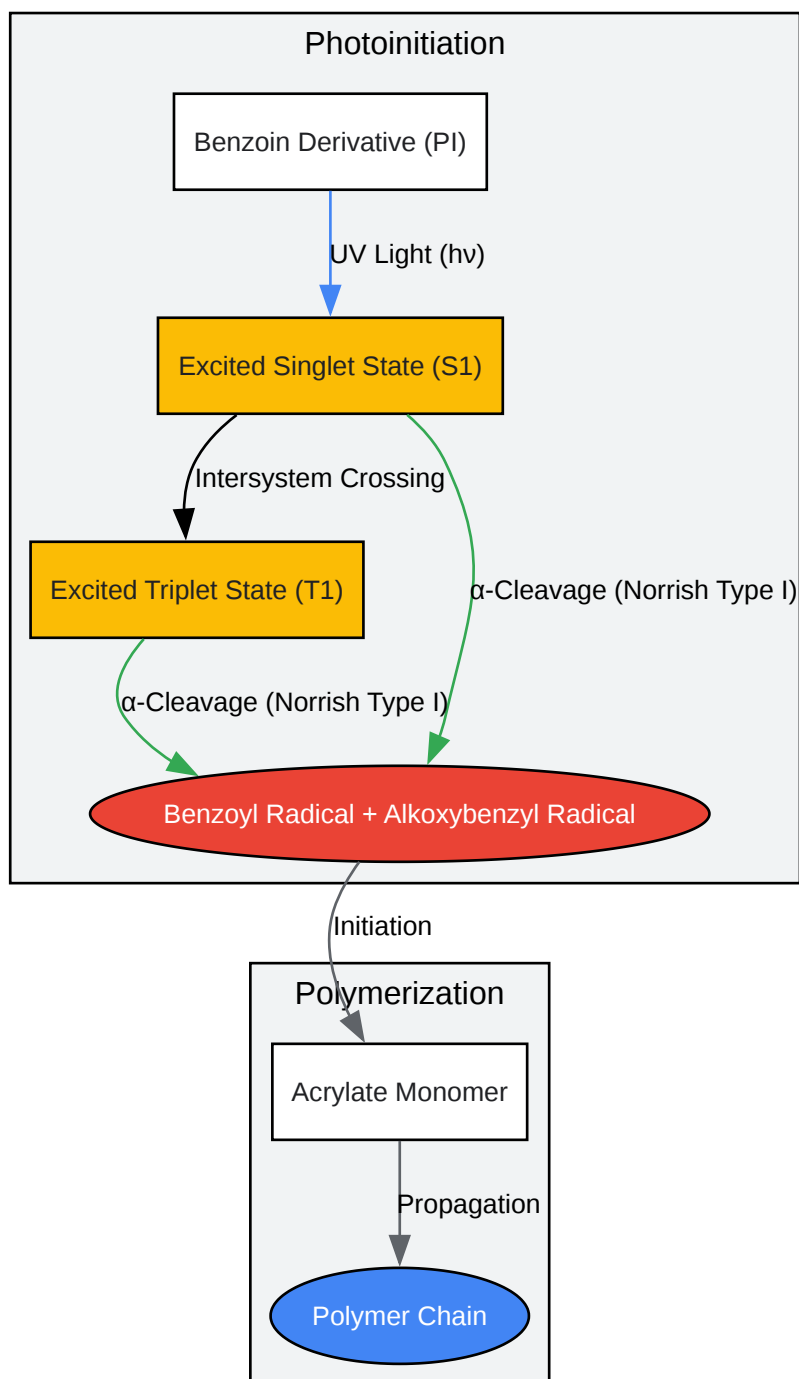 Photoinitiation
Benzoin Derivative (PI)
UV Light (hν)
Excited Singlet State (S1)
Intersystem Crossing
Excited Triplet State (T1)
α-Cleavage (Norrish Type I)
α-Cleavage (Norrish Type I)
Benzoyl Radical + Alkoxybenzyl Radical
Initiation
Polymerization
Acrylate Monomer
Propagation
Polymer Chain